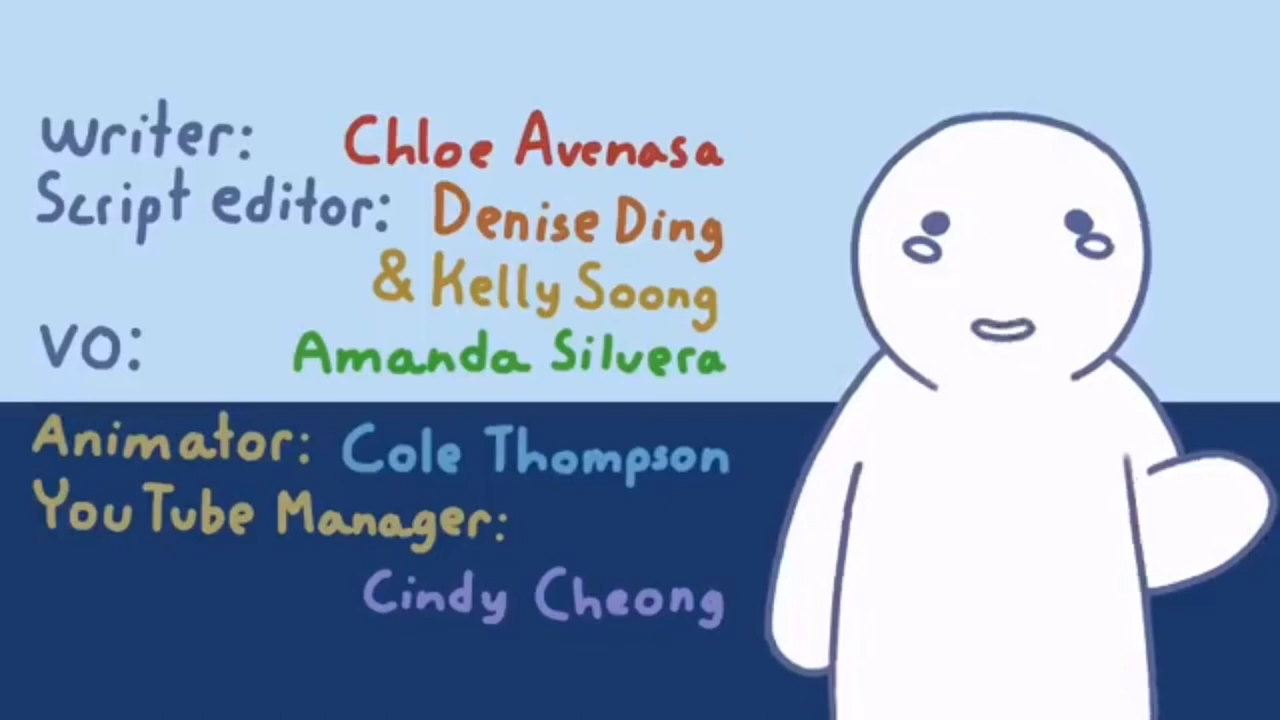 writer: Chloe Avenasa
Script editor: Denise Ding
& Kelly Soong
VO: Amanda Silvera
Animator: Cole Thompson
YouTube Manager:
Cindy Cheong